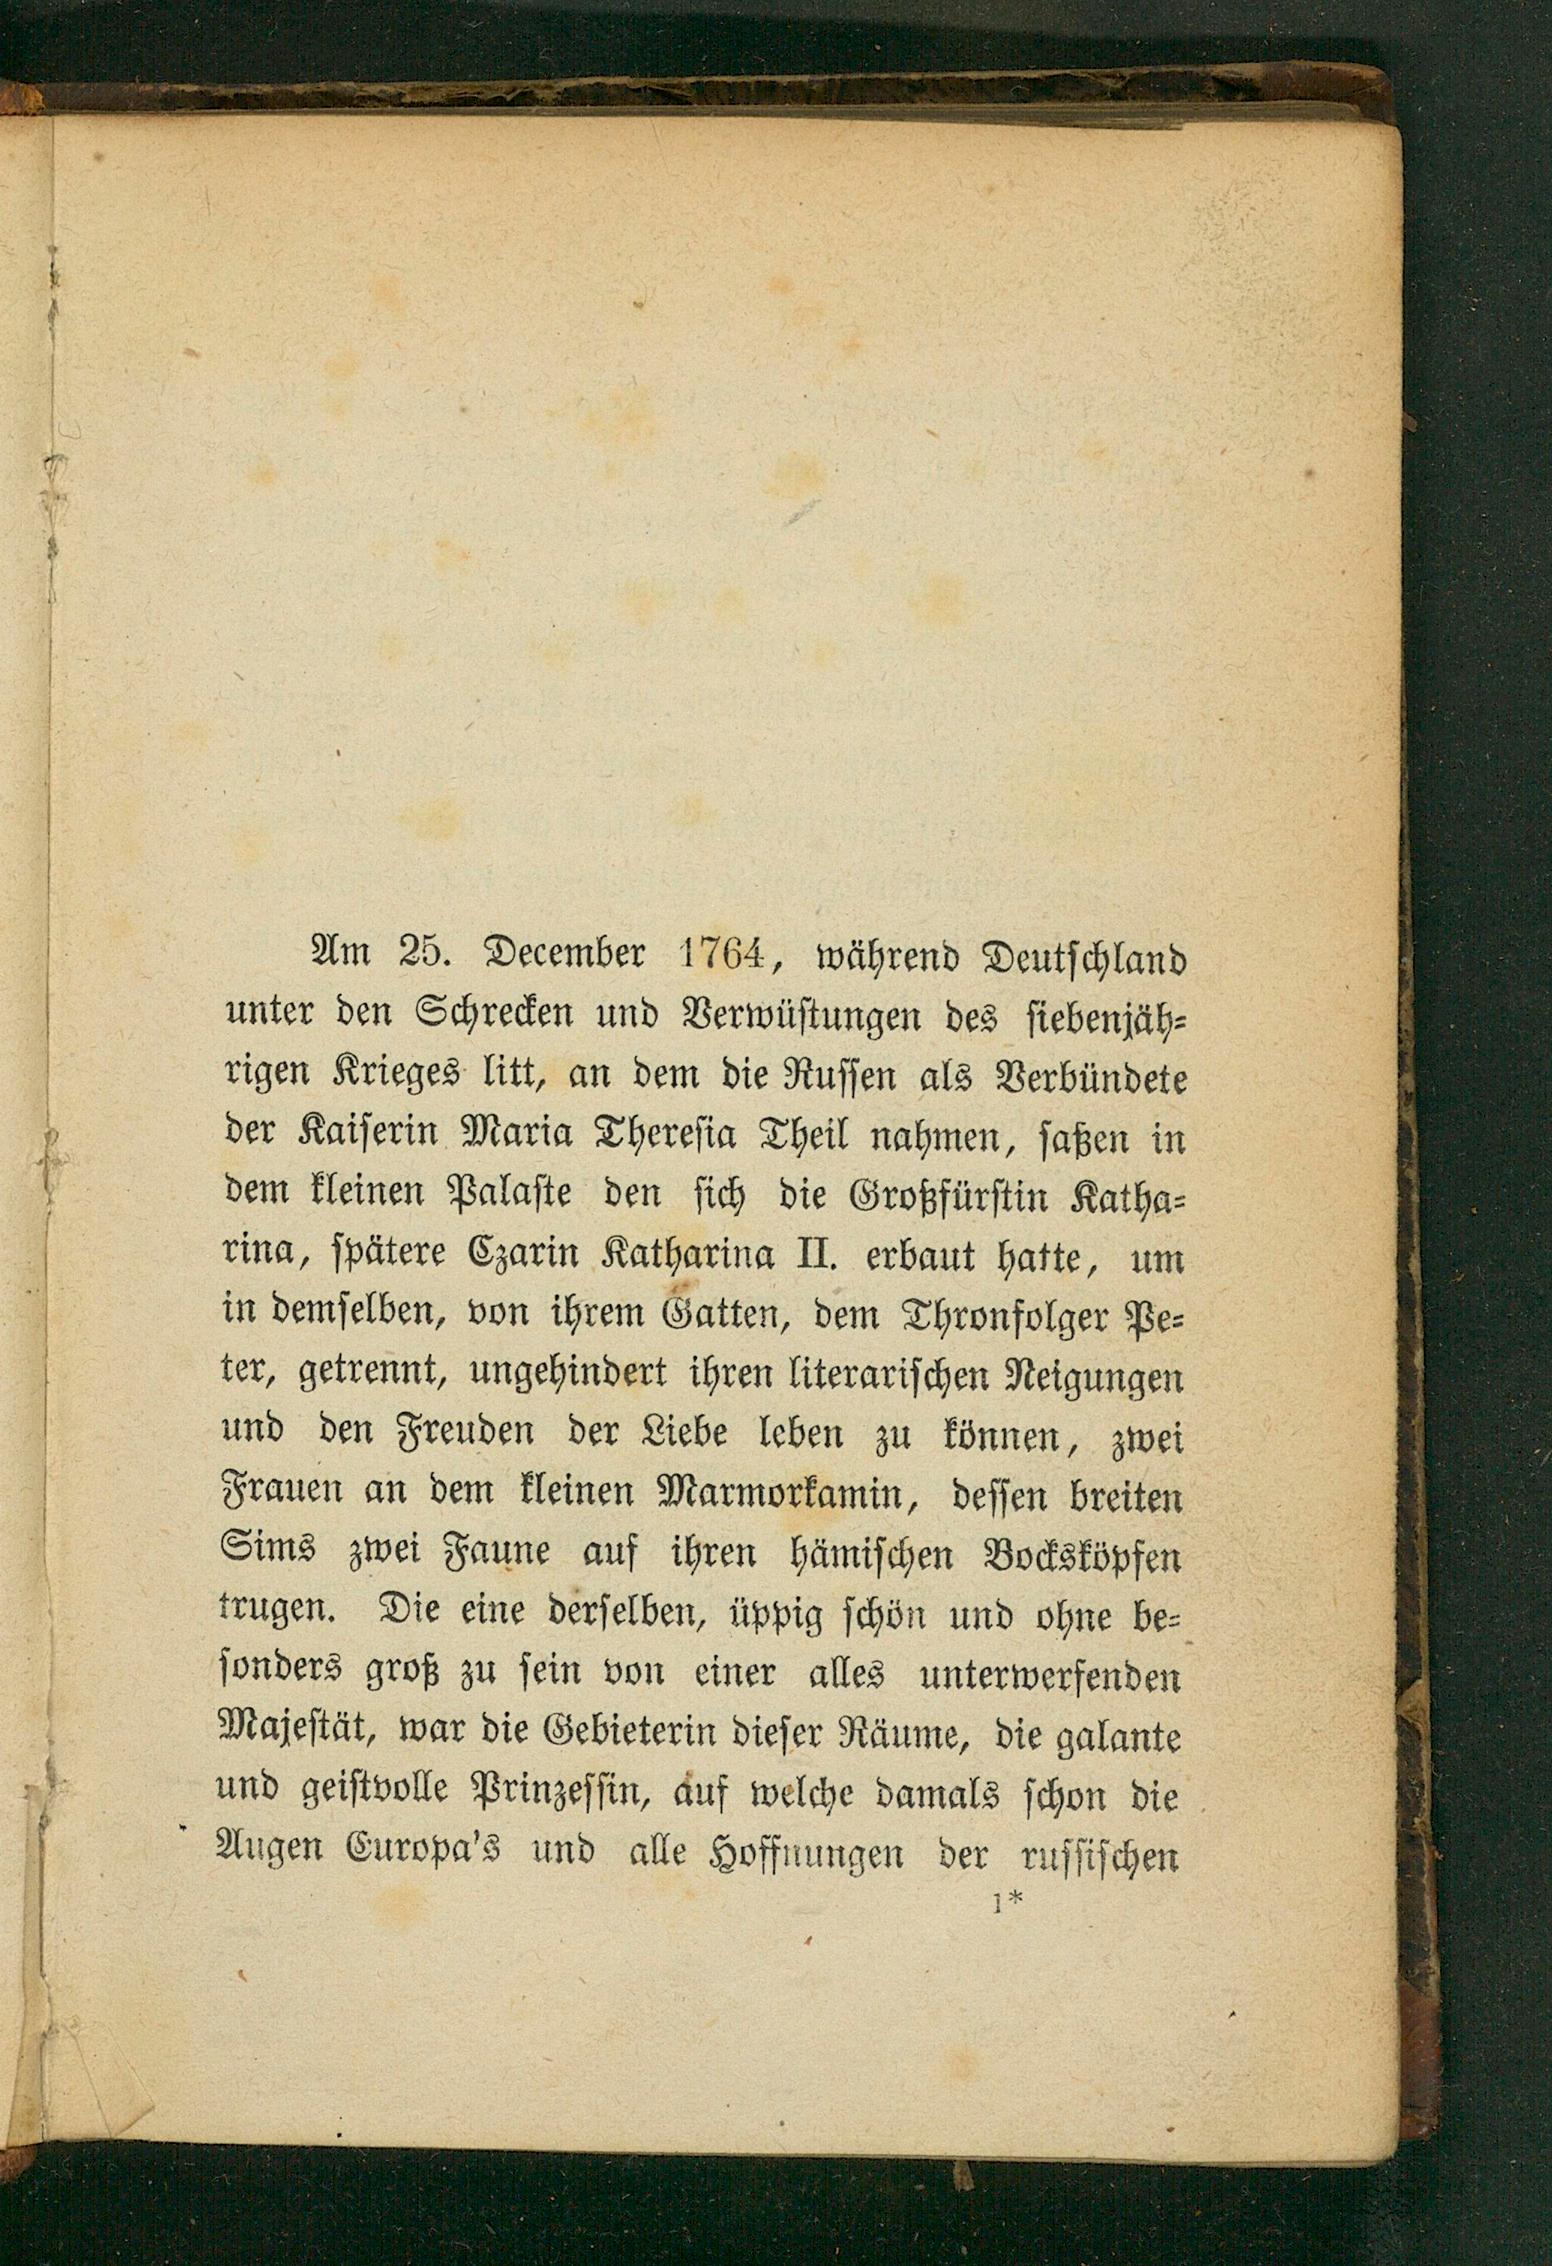 Am 25. December 1764, während Deutschland
unter den Schrecken und Verwüstungen des siebenjäh=
rigen Krieges litt, an dem die Russen als Verbündete
der Kaiserin Maria Theresia Theil nahmen, saßen in
dem kleinen Palaste den sich die Großfürstin Katha=
rina, spätere Czarin Katharina II. erbaut hatte, um
in demselben, von ihrem Gatten, dem Thronfolger Pe=
ter, getrennt, ungehindert ihren literarischen Neigungen
und den Freuden der Liebe leben zu können, zwei
Frauen an dem kleinen Marmorkamin, dessen breiten
Sims zwei Faune auf ihren hämischen Bocksköpfen
trugen. Die eine derselben, üppig schön und ohne be=
sonders groß zu sein von einer alles unterwerfenden
Majestät, war die Gebieterin dieser Räume, die galante
und geistvolle Prinzessin, auf welche damals schon die
Augen Europa's und alle Hoffnungen der russischen
1*